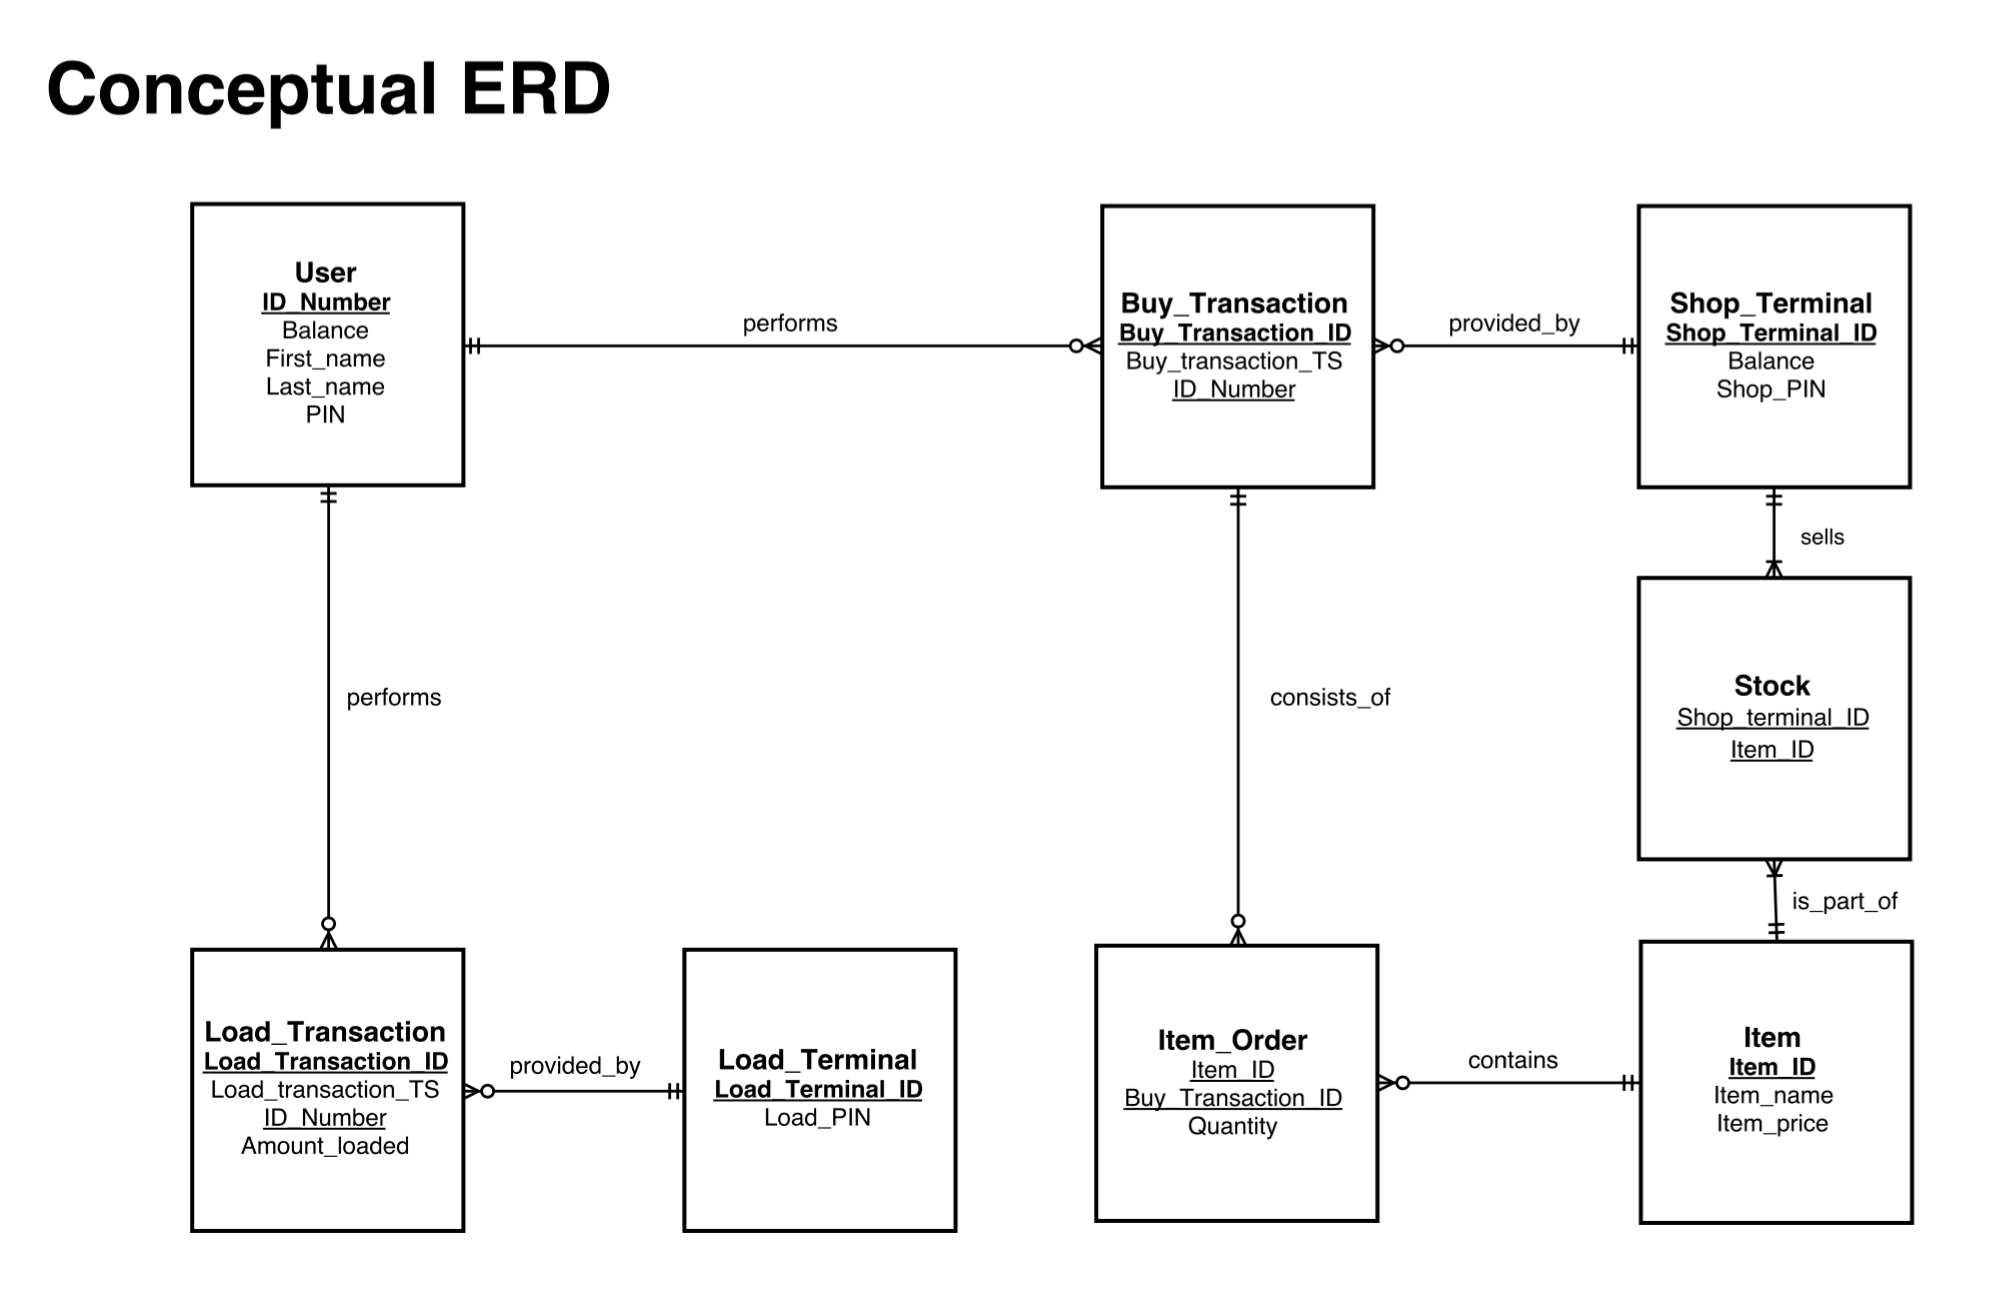 Conceptual ERD
User
ID_Number
Balance
First_name
Last_name
PIN
performs
Buy_Transaction
Buy_Transaction_ID
Buy_transaction_TS
ID_Number
provided_by
Shop_Terminal
Shop_Terminal_ID
Balance
Shop_PIN
sells
performs
consists_of
Stock
Shop_terminal_ID
Item_ID
is_part_of
Load_Transaction
Load_Transaction_ID
Load_transaction_TS
ID_Number
Amount_loaded
provided_by
Load_Terminal
Load_Terminal_ID
Load_PIN
Item_Order
Item_ID
Buy_Transaction_ID
Quantity
contains
Item
Item_ID
Item_name
Item_price